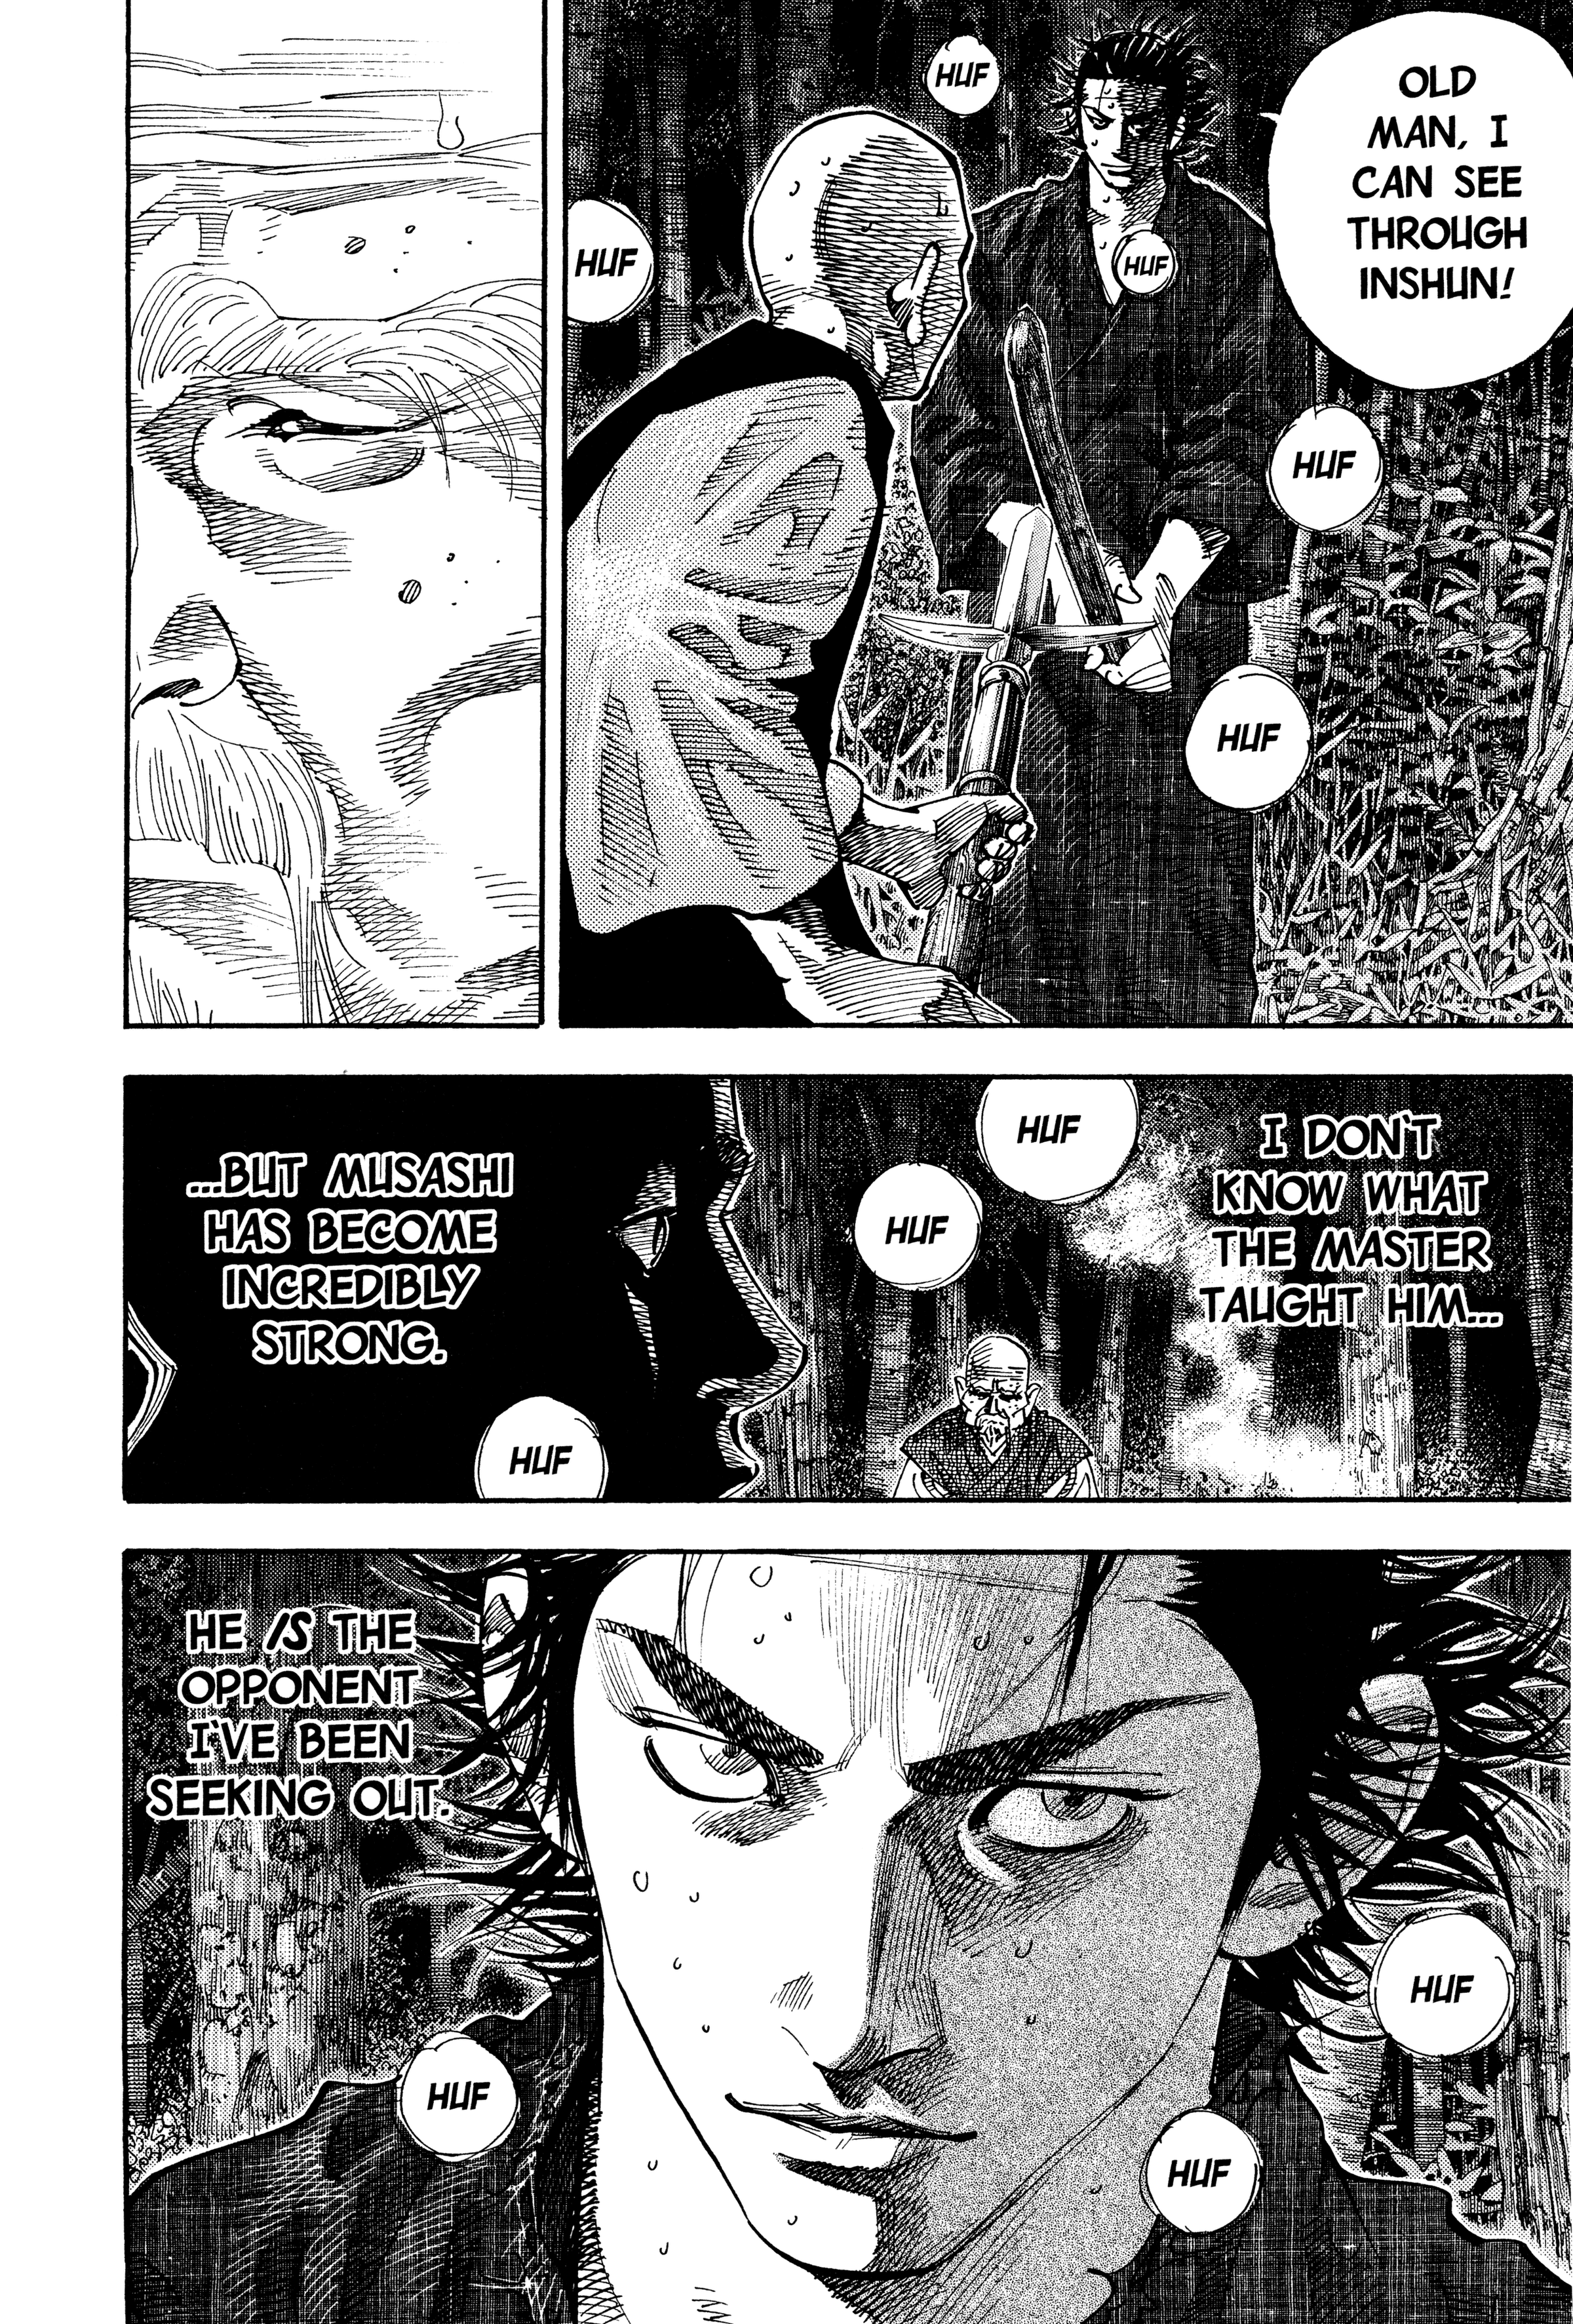 OLD
MAN, I
CAN SEE
THROUGH
INSHUN!
HUF
HUF
HUF
HUF
HUF
I DON'T
KNOW WHAT
THE MASTER
TAUGHT HIM...
HUF
HUF
...BUT MUSASHI
HAS BECOME
INCREDIBLY
STRONG.
HUF
HE IS THE
OPPONENT
I'VE BEEN
SEEKING OUT.
HUF
HUF
HUF